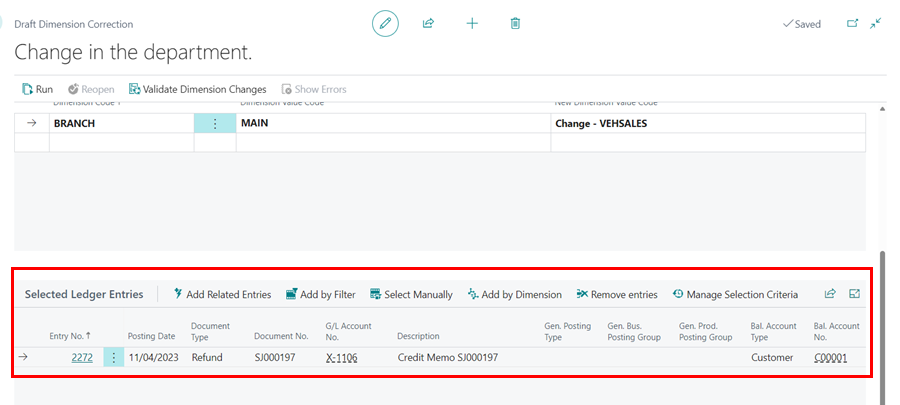 Draft Dimension Correction
Saved
Change in the department.
Run Reopen Validate Dimension Changes Show Errors
Dimension Code ↑ Dimension Value Code New Dimension Value Code
BRANCH MAIN Change - VEHSALES
Selected Ledger Entries Add Related Entries Add by Filter Select Manually Add by Dimension Remove entries Manage Selection Criteria
Entry No. ↑ Posting Date Document Type Document No. G/L Account No. Description Gen. Posting Type Gen. Bus. Posting Group Gen. Prod. Posting Group Bal. Account Type Bal. Account No.
2272 11/04/2023 Refund SJ000197 X-1106 Credit Memo SJ000197 Customer C00001